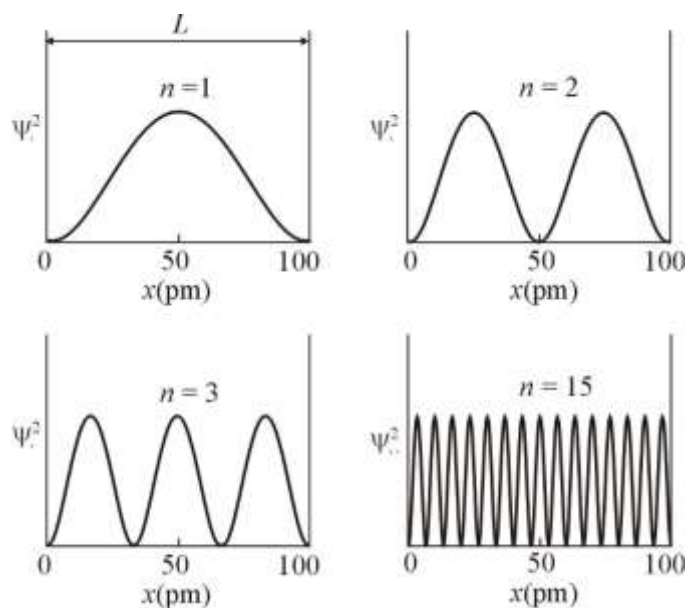 L
n =1
n = 2
Ψ²
Ψ²
0 50 100
0 50 100
x(pm)
x(pm)
n = 3
n = 15
Ψ²
Ψ²
0 50 100
0 50 100
x(pm)
x(pm)